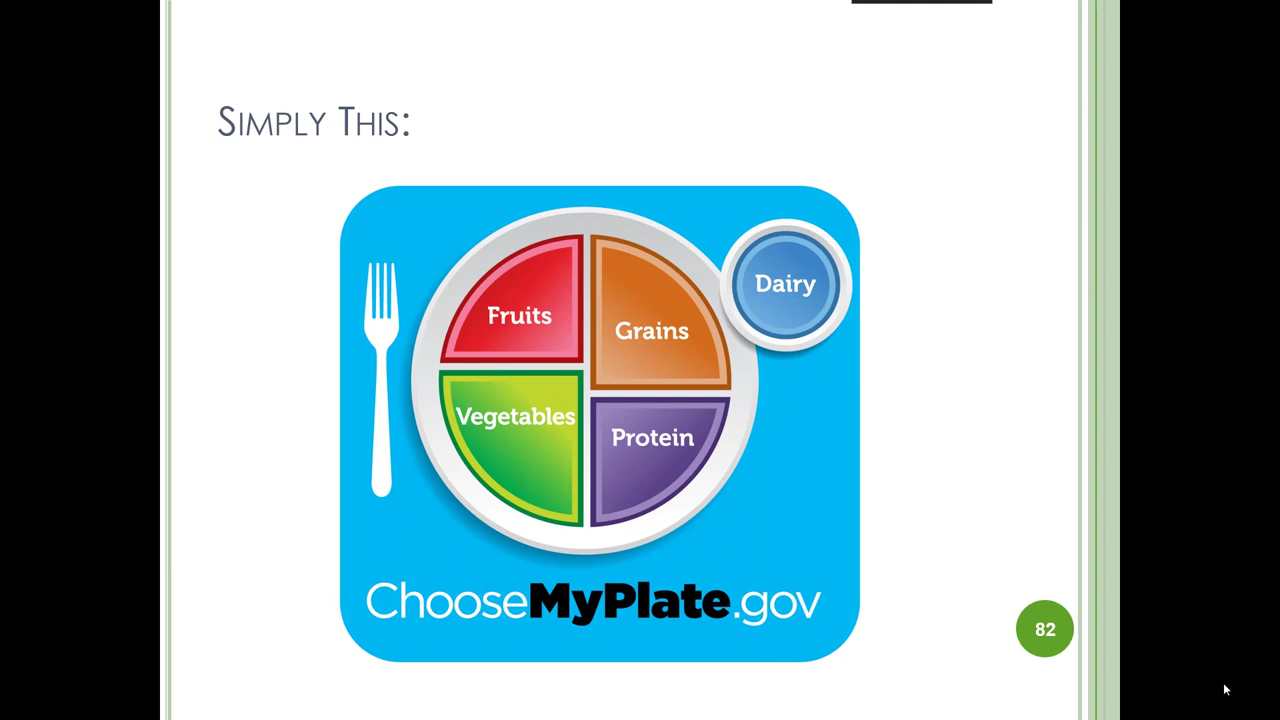 Simply This:
Fruits
Grains
Dairy
Vegetables
Protein
ChooseMyPlate.gov
82